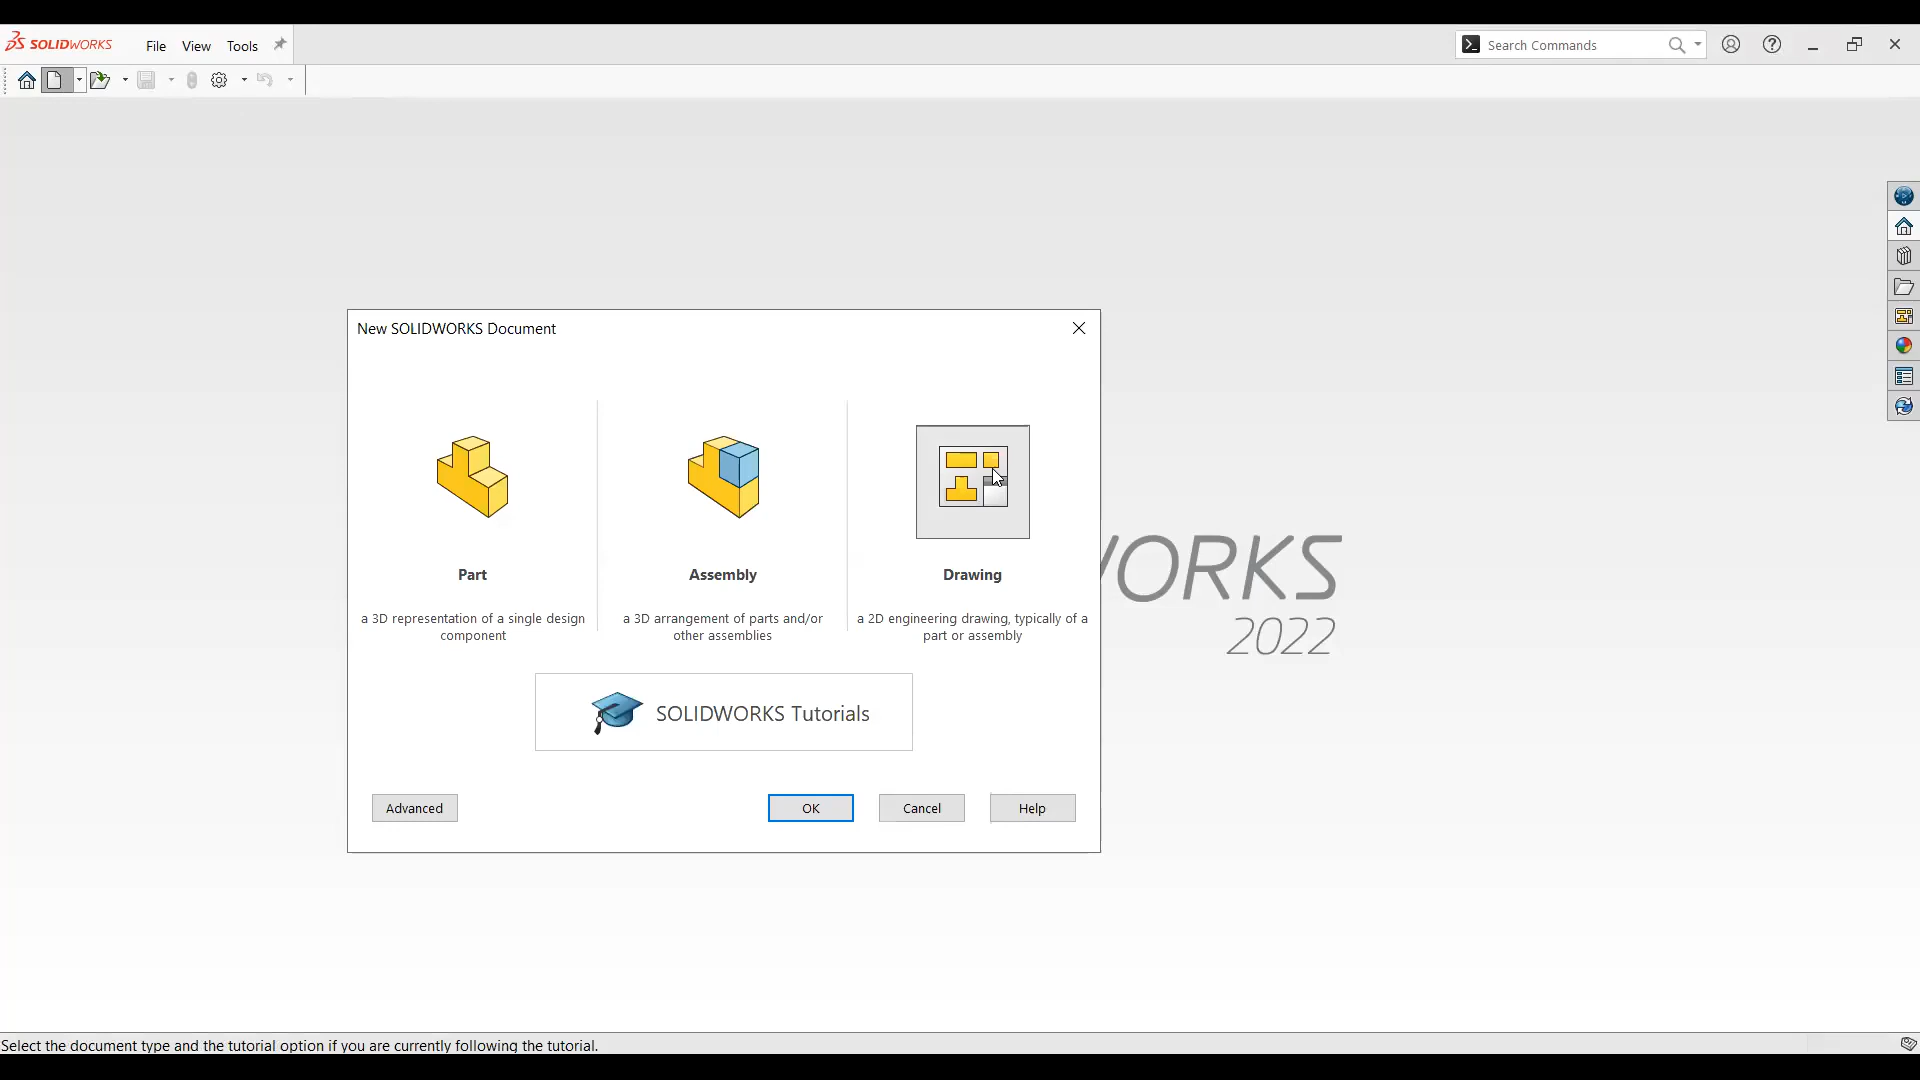 SOLIDWORKS
File View Tools
Search Commands
New SOLIDWORKS Document
Part
a 3D representation of a single design
component
Assembly
a 3D arrangement of parts and/or
other assemblies
Drawing
a 2D engineering drawing, typically of a
part or assembly
WORKS
2022
SOLIDWORKS Tutorials
Advanced
OK
Cancel
Help
Select the document type and the tutorial option if you are currently following the tutorial.